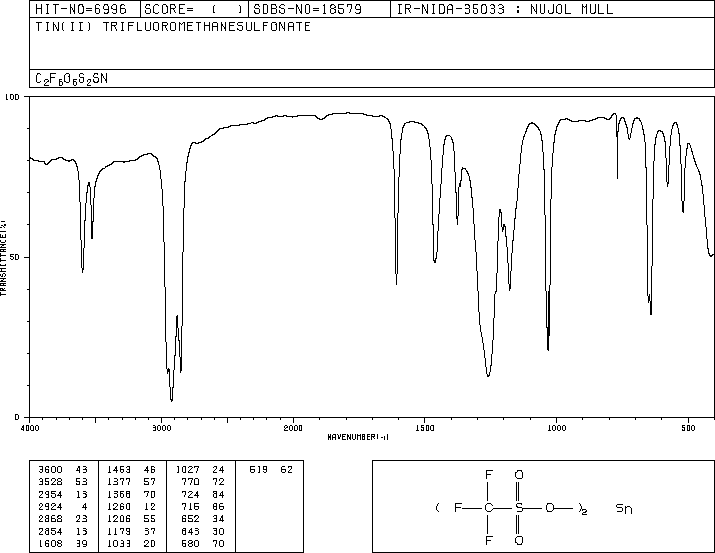 HIT-NO=6996 SCORE= ( ) SDBS-NO=18579 IR-NIDA-35033 : NUJOL MULL
TIN(II) TRIFLUOROMETHANESULFONATE
C2F6O6S2SN
100
50
0
TRANSMITTANCE(%)
4000 3000 2000 1500 1000 500
WAVENUMBER(-1)
3600 43 1463 46 1027 24 519 62
3528 53 1377 57 770 72
2954 13 1368 70 724 84
2924 4 1260 12 716 86
2868 23 1206 55 652 34
2854 13 1179 37 643 30
1608 39 1033 20 580 70
F O
( F C S O )2 Sn
F O